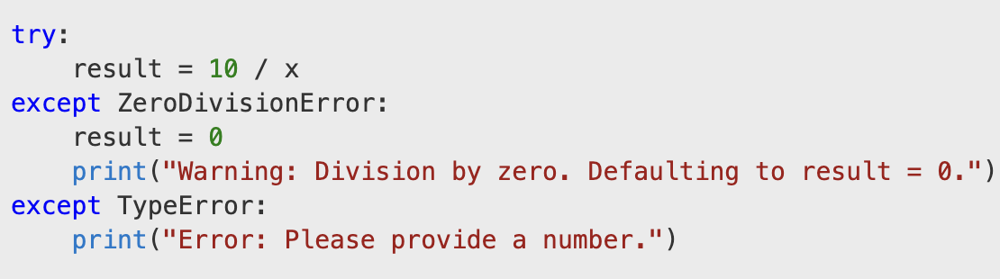 try:
    result = 10 / x
except ZeroDivisionError:
    result = 0
    print("Warning: Division by zero. Defaulting to result = 0.")
except TypeError:
    print("Error: Please provide a number.")